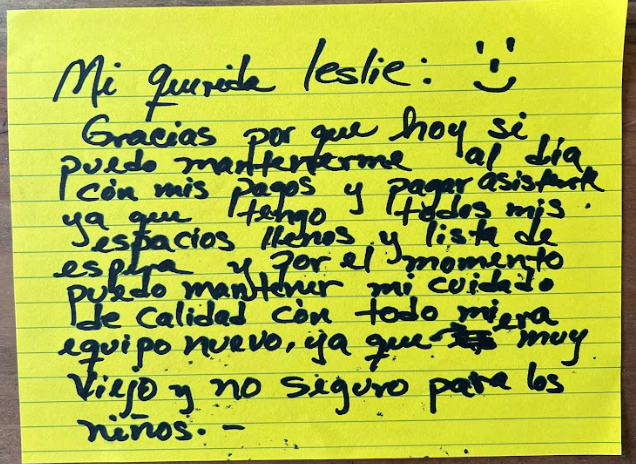 Mi querida leslie:
Gracias por que hoy si
puedo mantenerme al día
con mis pagos y pagar asistente
ya que tengo todos mis
espacios llenos y lista de
espera y por el momento
puedo mantener mi cuidado
de calidad con todo mi
equipo nuevo, ya que era muy
viejo y no seguro para los
niños. -